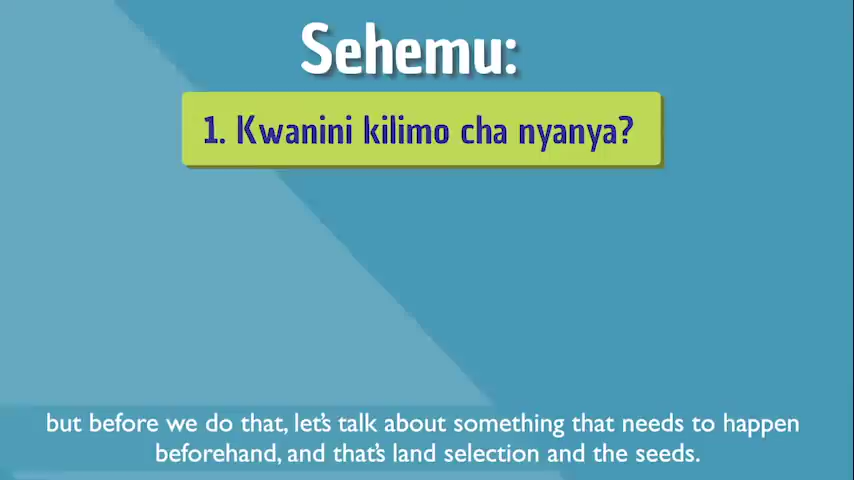 Sehemu:
1. Kwanini kilimo cha nyanya?
but before we do that, let's talk about something that needs to happen
beforehand, and that's land selection and the seeds.